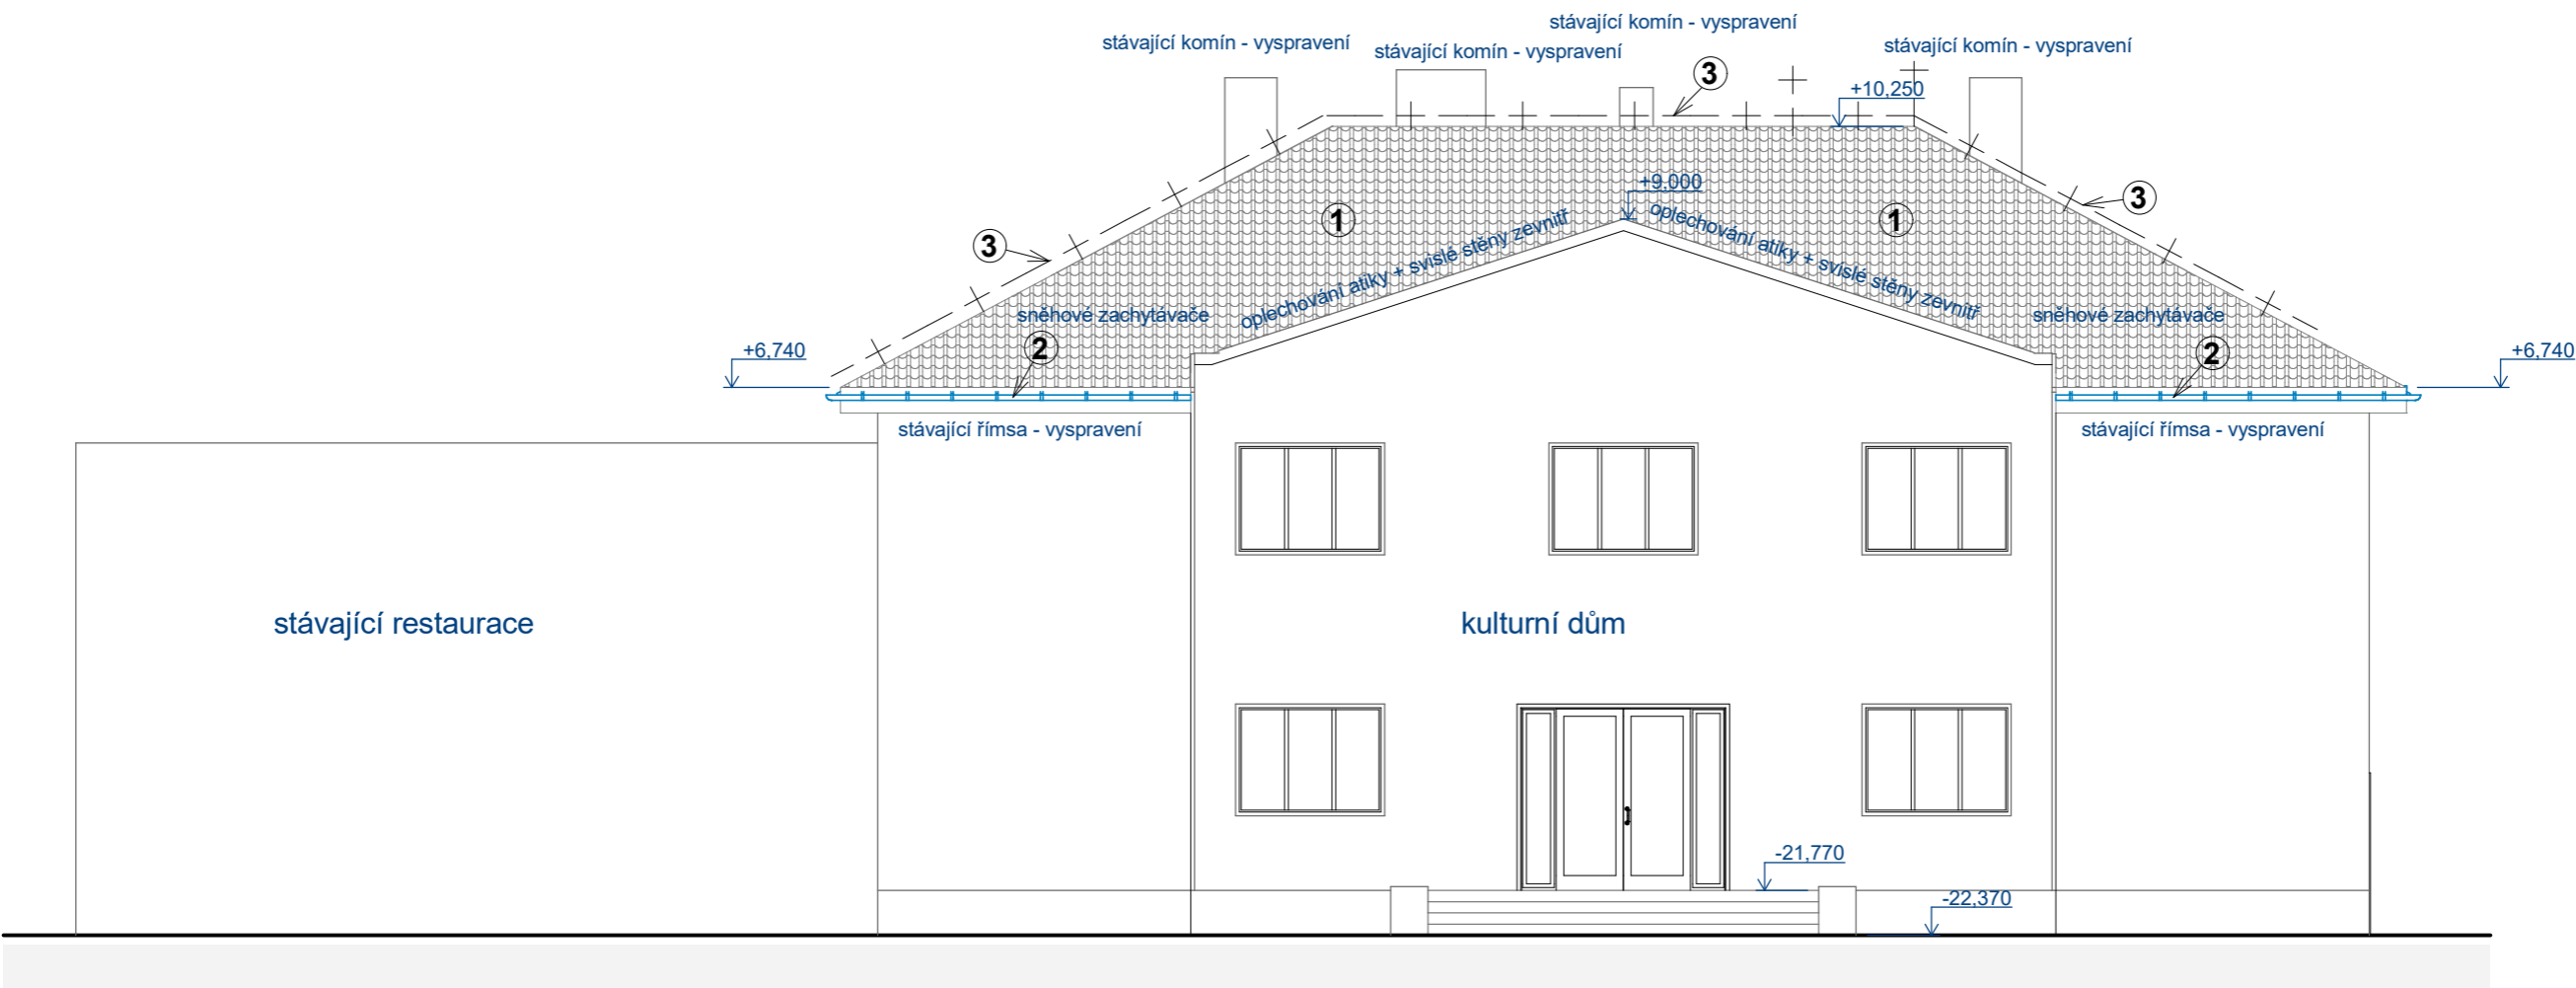 stávající komín - vyspravení
stávající komín - vyspravení
stávající komín - vyspravení
stávající komín - vyspravení
3
+10,250
+9,000
3
1
1
oplechování atiky + svislé stěny zevnitř
oplechování atiky + svislé stěny zevnitř
3
sněhové zachytávače
sněhové zachytávače
2
2
+6,740
+6,740
stávající římsa - vyspravení
stávající římsa - vyspravení
stávající restaurace
kulturní dům
-21,770
-22,370